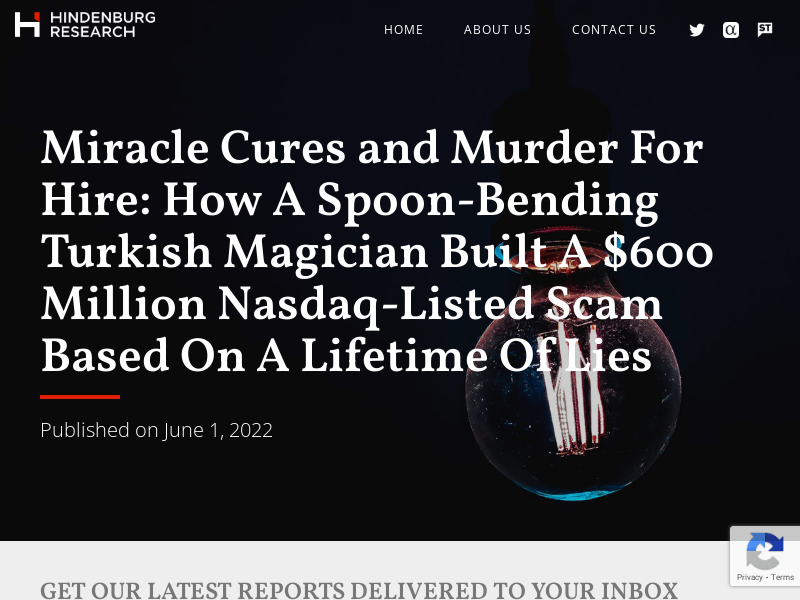 HINDENBURG
RESEARCH
HOME ABOUT US CONTACT US
α ST
Miracle Cures and Murder For
Hire: How A Spoon-Bending
Turkish Magician Built A $600
Million Nasdaq-Listed Scam
Based On A Lifetime Of Lies
Published on June 1, 2022
Privacy - Terms
GET OUR LATEST REPORTS DELIVERED TO YOUR INBOX